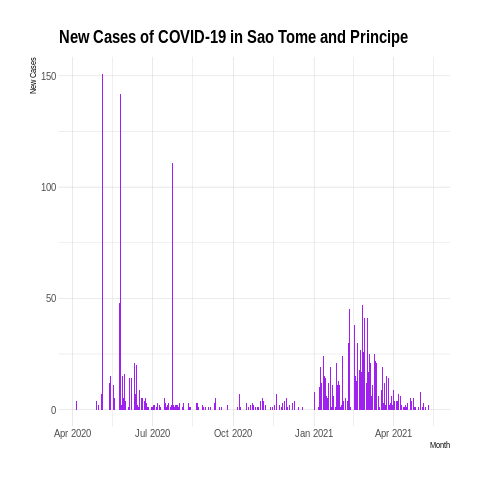 New Cases of COVID-19 in Sao Tome and Principe
New Cases
150
100
50
0
Apr 2020 Jul 2020 Oct 2020 Jan 2021 Apr 2021
Month